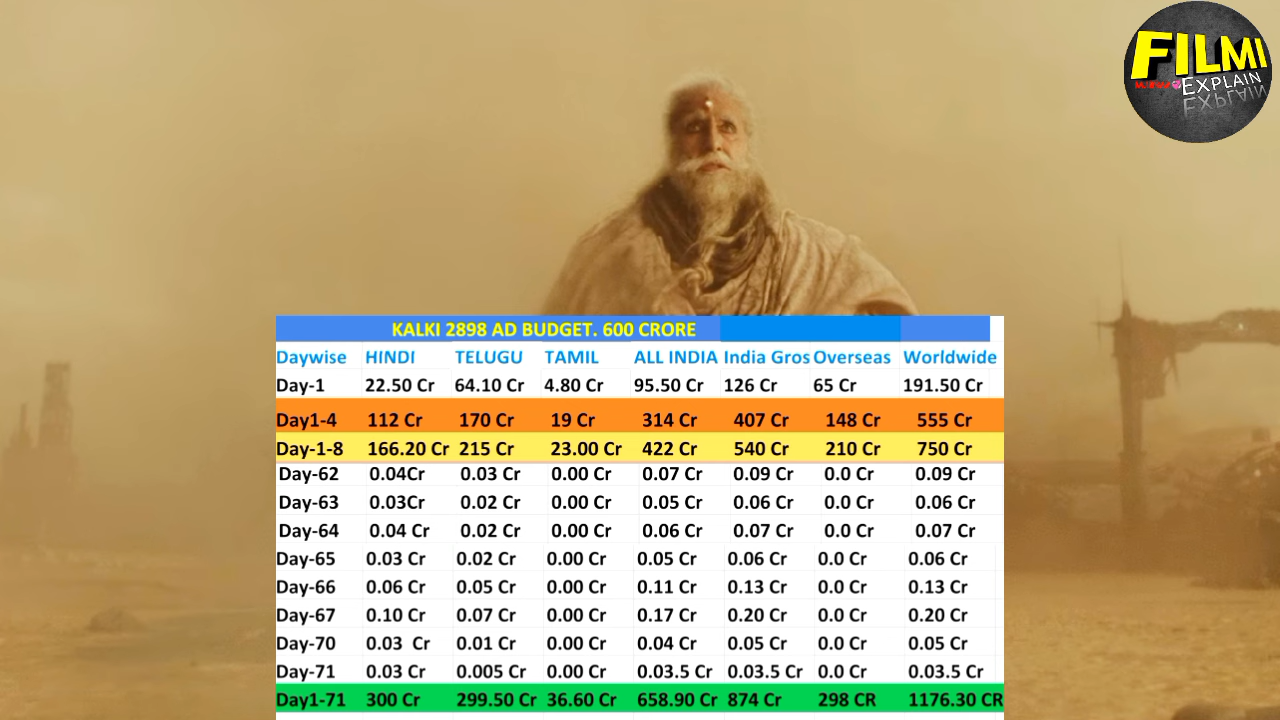 FILMI
EXPLAIN
KALKI 2898 AD BUDGET. 600 CRORE
Daywise HINDI TELUGU TAMIL ALL INDIA India Gros Overseas Worldwide
Day-1 22.50 Cr 64.10 Cr 4.80 Cr 95.50 Cr 126 Cr 65 Cr 191.50 Cr
Day1-4 112 Cr 170 Cr 19 Cr 314 Cr 407 Cr 148 Cr 555 Cr
Day-1-8 166.20 Cr 215 Cr 23.00 Cr 422 Cr 540 Cr 210 Cr 750 Cr
Day-62 0.04Cr 0.03 Cr 0.00 Cr 0.07 Cr 0.09 Cr 0.0 Cr 0.09 Cr
Day-63 0.03Cr 0.02 Cr 0.00 Cr 0.05 Cr 0.06 Cr 0.0 Cr 0.06 Cr
Day-64 0.04 Cr 0.02 Cr 0.00 Cr 0.06 Cr 0.07 Cr 0.0 Cr 0.07 Cr
Day-65 0.03 Cr 0.02 Cr 0.00 Cr 0.05 Cr 0.06 Cr 0.0 Cr 0.06 Cr
Day-66 0.06 Cr 0.05 Cr 0.00 Cr 0.11 Cr 0.13 Cr 0.0 Cr 0.13 Cr
Day-67 0.10 Cr 0.07 Cr 0.00 Cr 0.17 Cr 0.20 Cr 0.0 Cr 0.20 Cr
Day-70 0.03 Cr 0.01 Cr 0.00 Cr 0.04 Cr 0.05 Cr 0.0 Cr 0.05 Cr
Day-71 0.03 Cr 0.005 Cr 0.00 Cr 0.03.5 Cr 0.03.5 Cr 0.0 Cr 0.03.5 Cr
Day1-71 300 Cr 299.50 Cr 36.60 Cr 658.90 Cr 874 Cr 298 CR 1176.30 CR